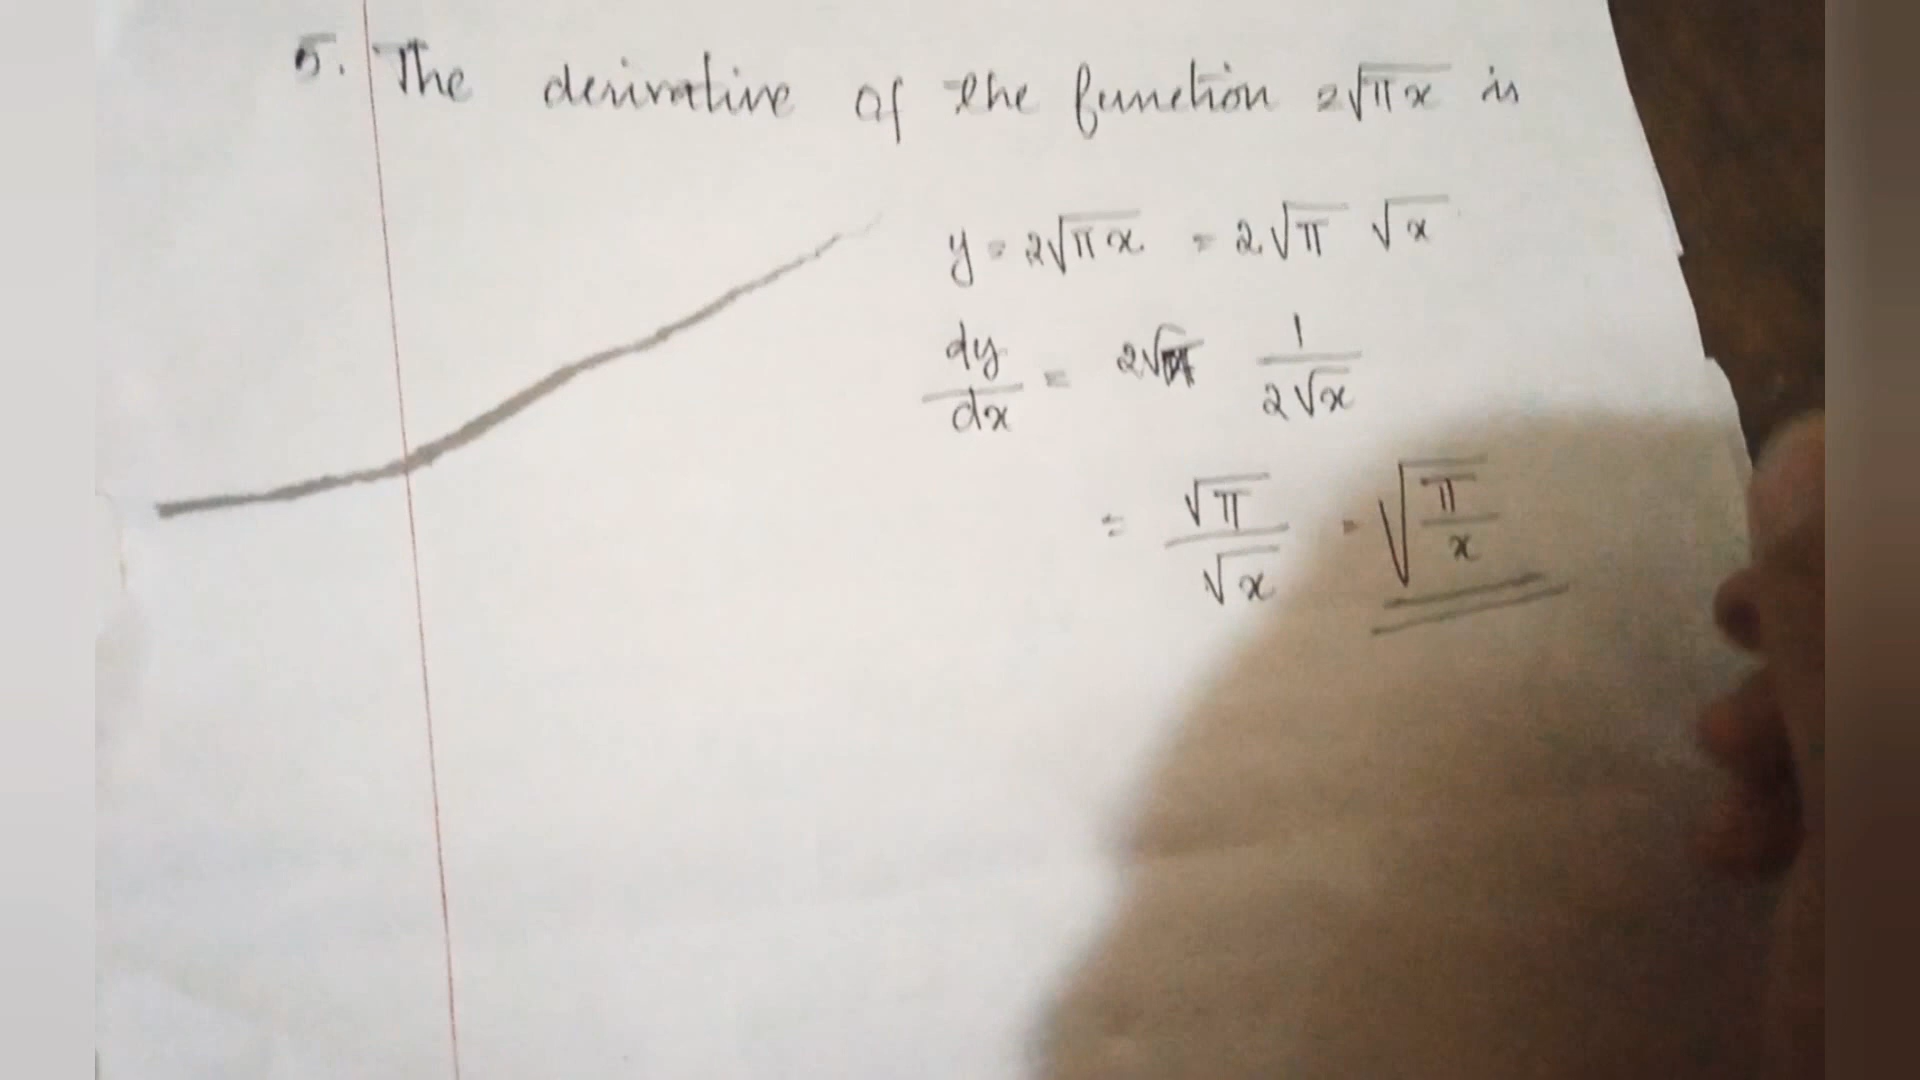 5. The derivative of the function 2√πx is
y = 2√πx = 2√π √x
dy/dx = 2√π 1/2√x
= √π/√x = √π/x